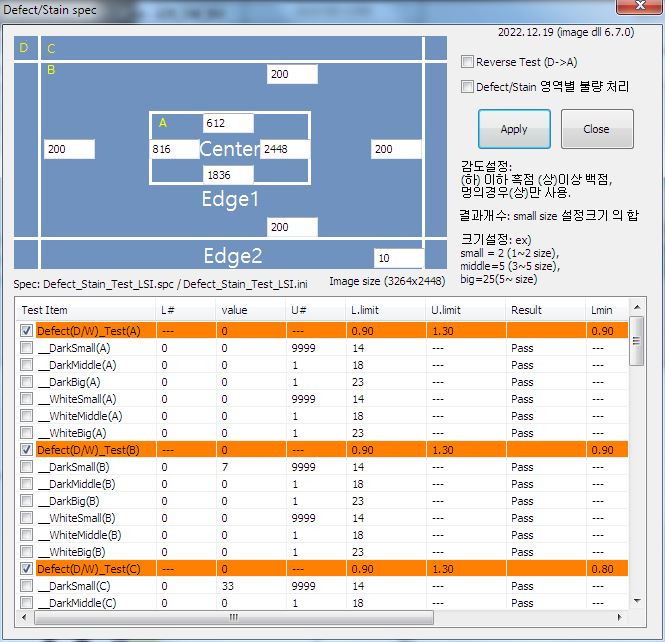 Defect/Stain spec
2022.12.19 (image dll 6.7.0)
D C
B
200
Reverse Test (D->A)
Defect/Stain 영역별 불량 처리
A 612
200 816 Center 2448 200
Apply Close
1836
Edge1
200
감도설정:
(하) 이하 흑점 (상)이상 백점,
멍의경우(상)만 사용.
결과개수: small size 설정크기 의 합
Edge2
10
크기설정: ex)
small = 2 (1~2 size),
middle=5 (3~5 size),
big=25(5~ size)
Spec: Defect_Stain_Test_LSI.spc / Defect_Stain_Test_LSI.ini Image size (3264x2448)
Test Item L# value U# L.limit U.limit Result Lmin
Defect(D/W)_Test(A) --- 0 --- 0.90 1.30 0.90
__DarkSmall(A) 0 0 9999 14 --- Pass ---
__DarkMiddle(A) 0 0 1 18 --- Pass ---
__DarkBig(A) 0 0 1 23 --- Pass ---
__WhiteSmall(A) 0 0 9999 14 --- Pass ---
__WhiteMiddle(A) 0 0 1 18 --- Pass ---
__WhiteBig(A) 0 0 1 23 --- Pass ---
Defect(D/W)_Test(B) --- 0 --- 0.90 1.30 0.90
__DarkSmall(B) 0 7 9999 14 --- Pass ---
__DarkMiddle(B) 0 0 1 18 --- Pass ---
__DarkBig(B) 0 0 1 23 --- Pass ---
__WhiteSmall(B) 0 0 9999 14 --- Pass ---
__WhiteMiddle(B) 0 0 1 18 --- Pass ---
__WhiteBig(B) 0 0 1 23 --- Pass ---
Defect(D/W)_Test(C) --- 0 --- 0.90 1.30 0.80
__DarkSmall(C) 0 33 9999 14 --- Pass ---
__DarkMiddle(C) 0 0 1 18 --- Pass ---